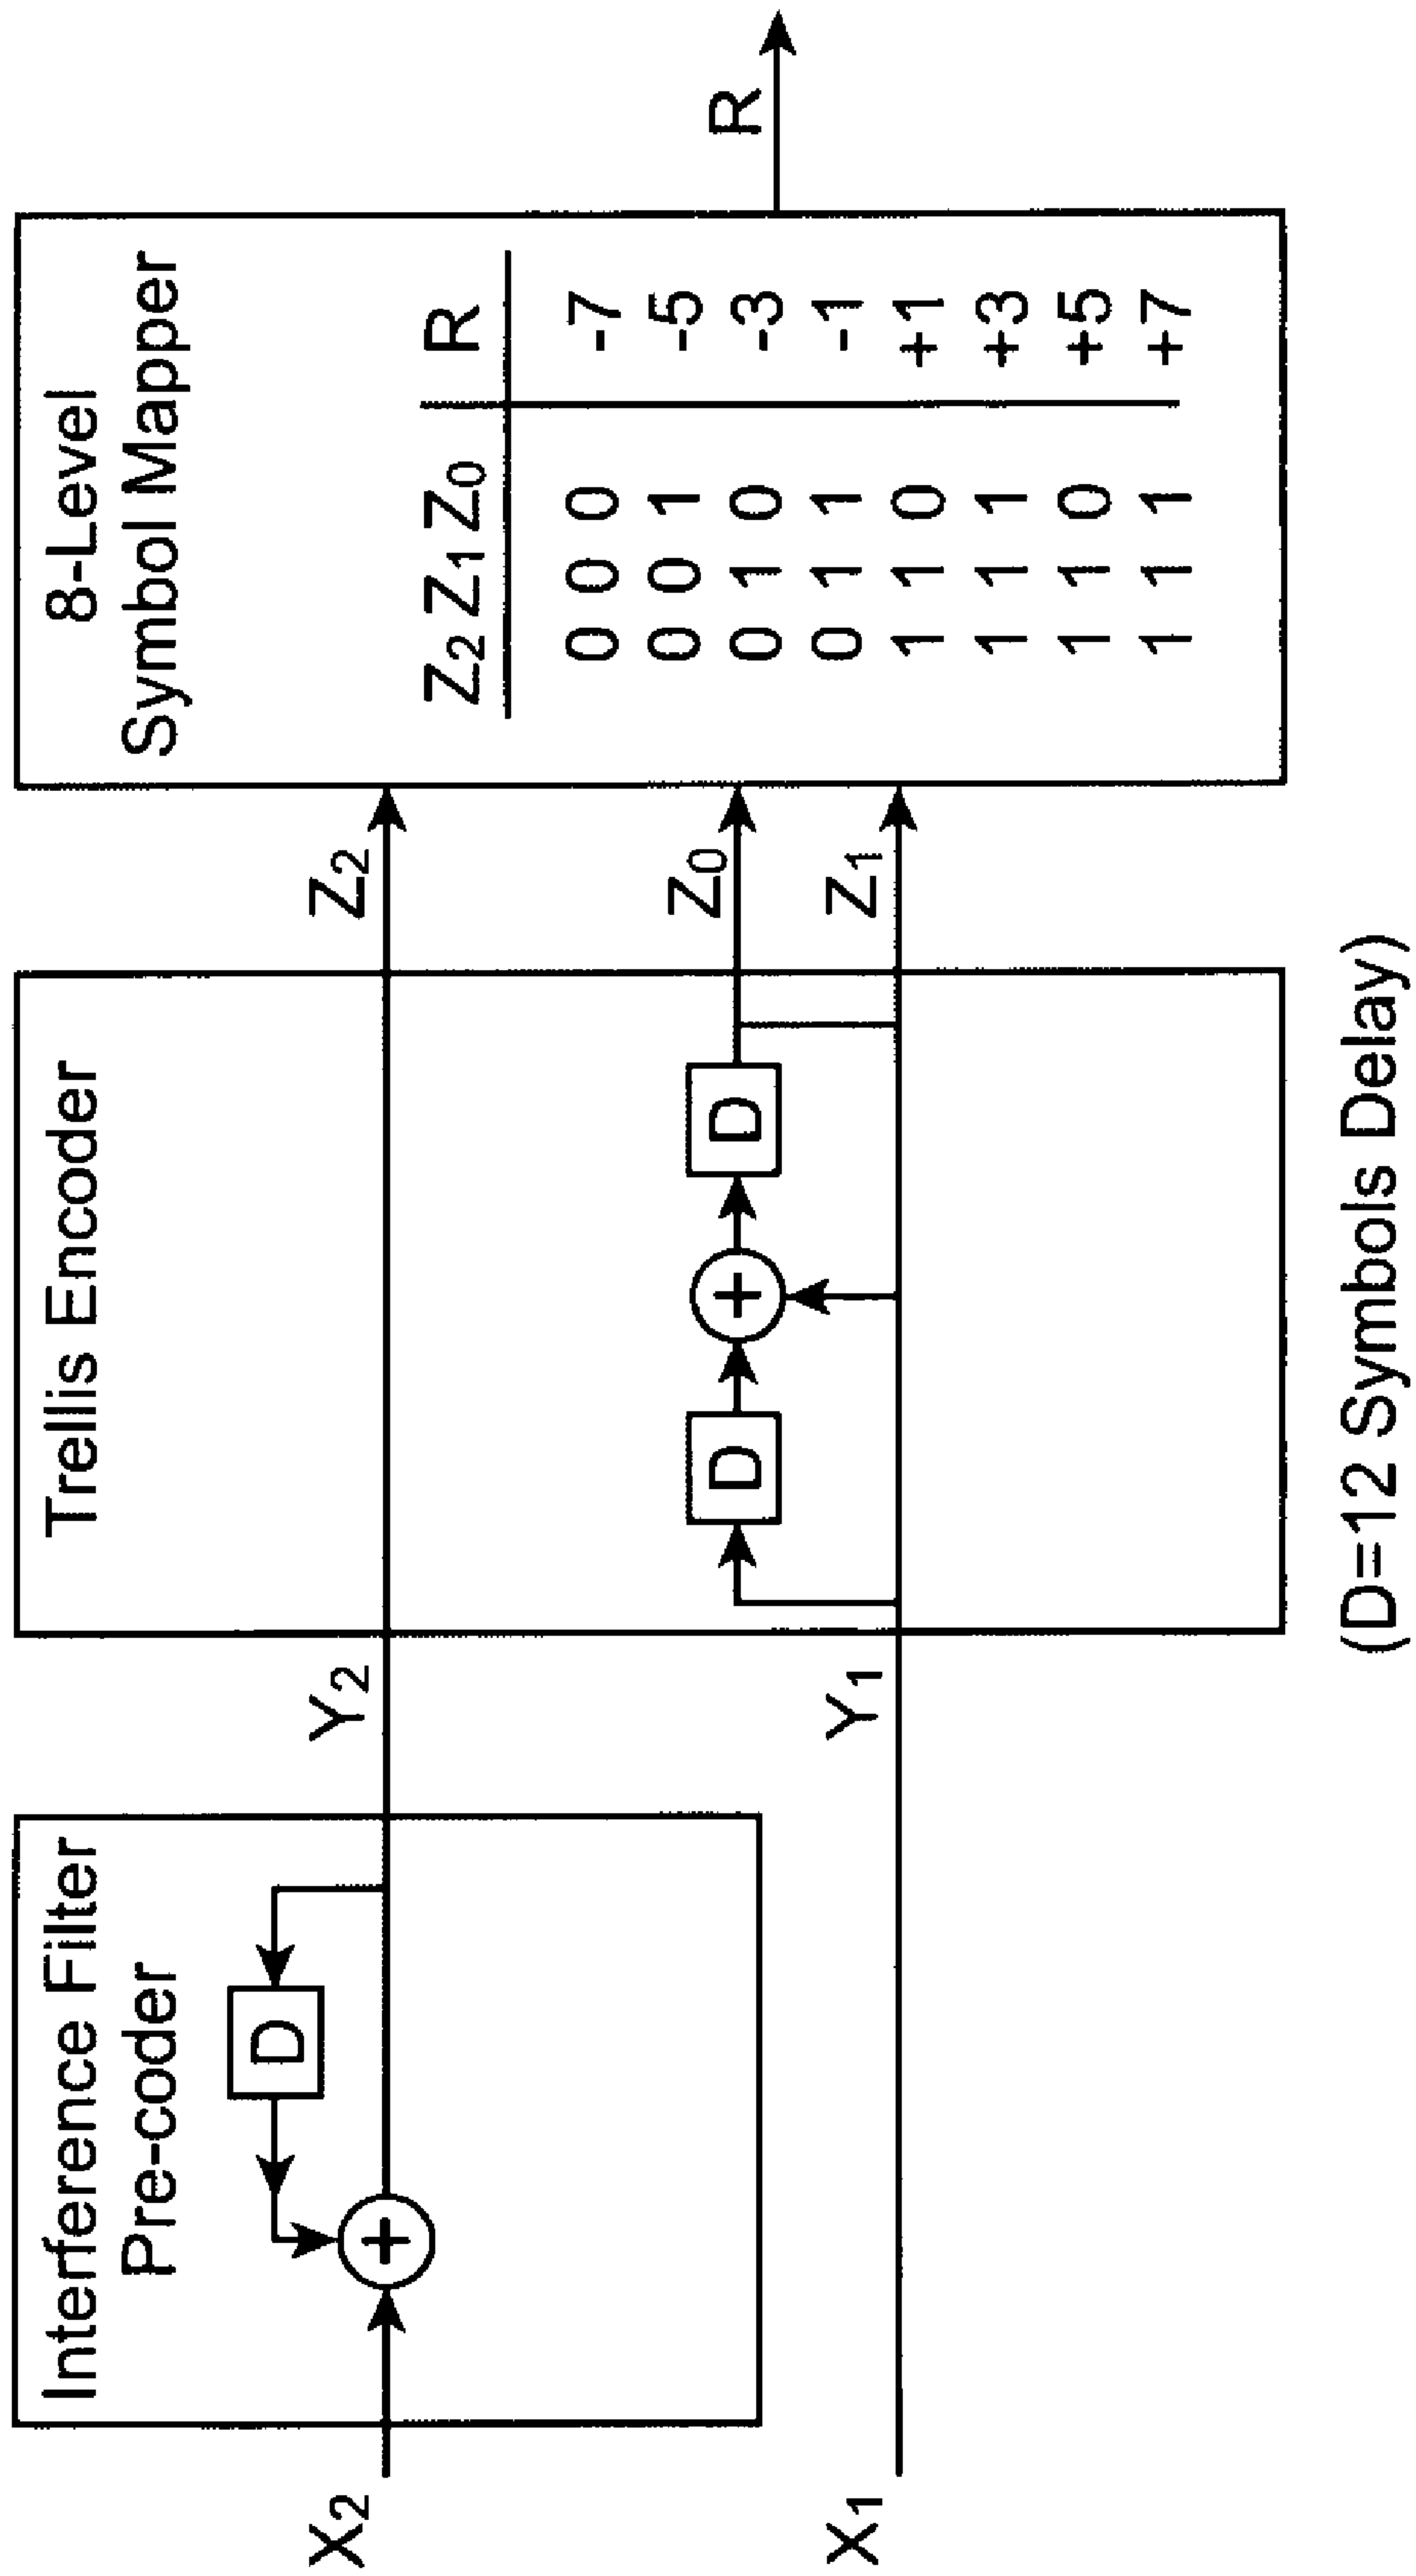 Interference Filter
Pre-coder
D
+
X2
X1
Y2
Y1
Trellis Encoder
D
+
D
Z2
Z0
Z1
8-Level
Symbol Mapper
Z2 Z1 Z0 R
0 0 0 -7
0 0 1 -5
0 1 0 -3
0 1 1 -1
1 1 0 +1
1 1 1 +3
1 1 0 +5
1 1 1 +7
R
(D=12 Symbols Delay)